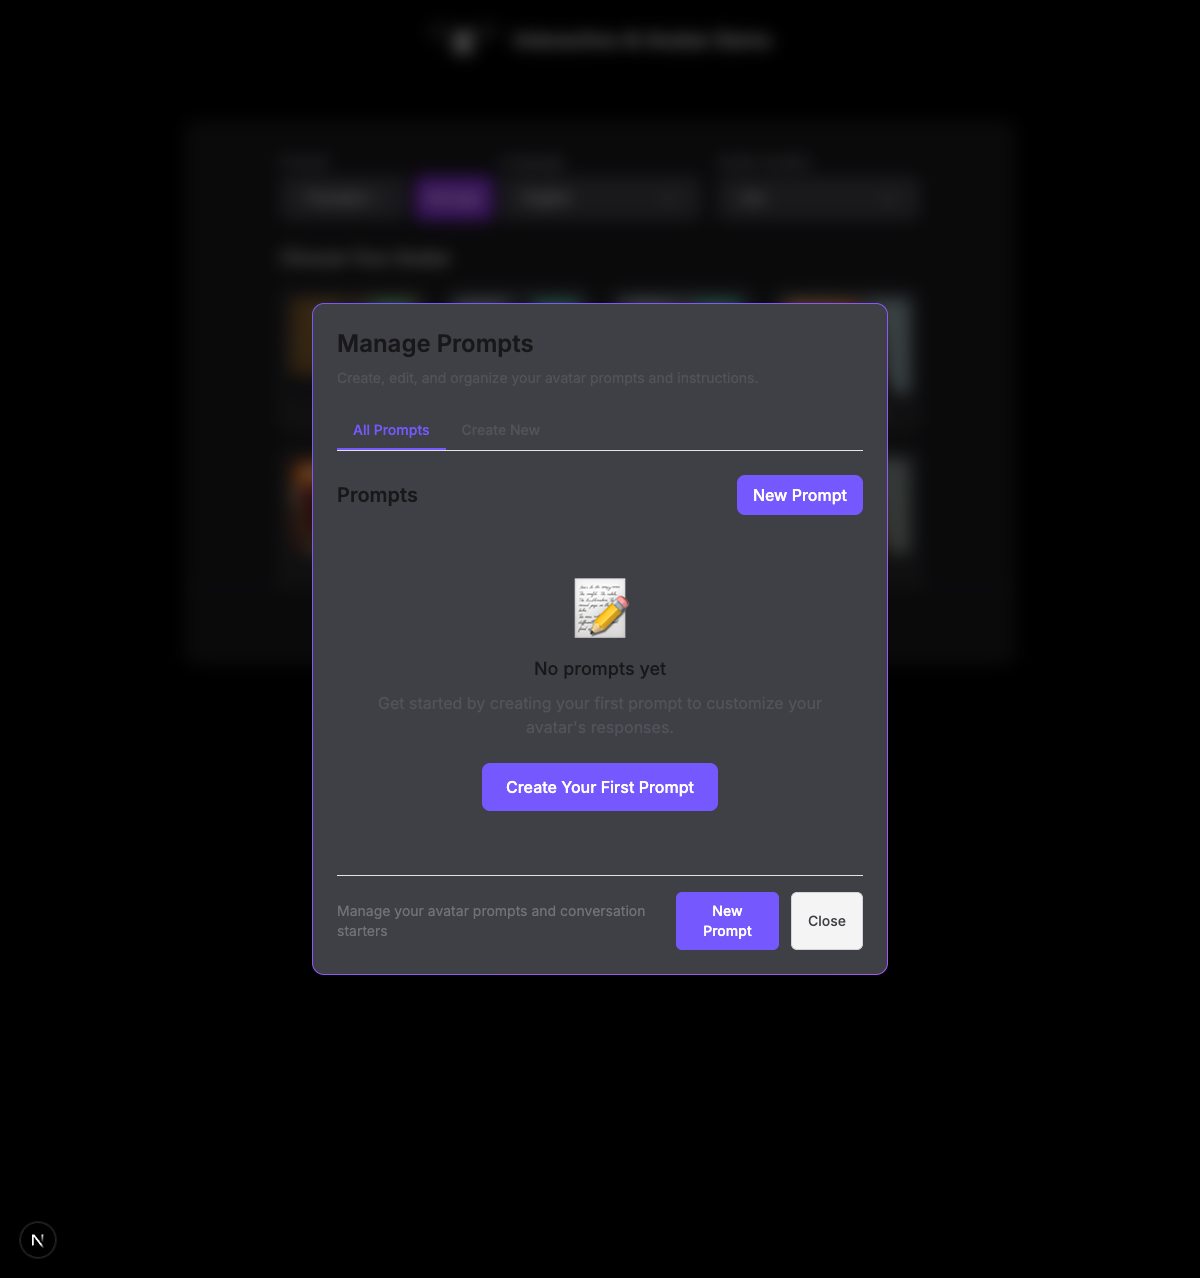 Manage Prompts
Create, edit, and organize your avatar prompts and instructions.
All Prompts
Create New
Prompts
New Prompt
No prompts yet
Get started by creating your first prompt to customize your
avatar's responses.
Create Your First Prompt
Manage your avatar prompts and conversation
starters
New
Prompt
Close
N